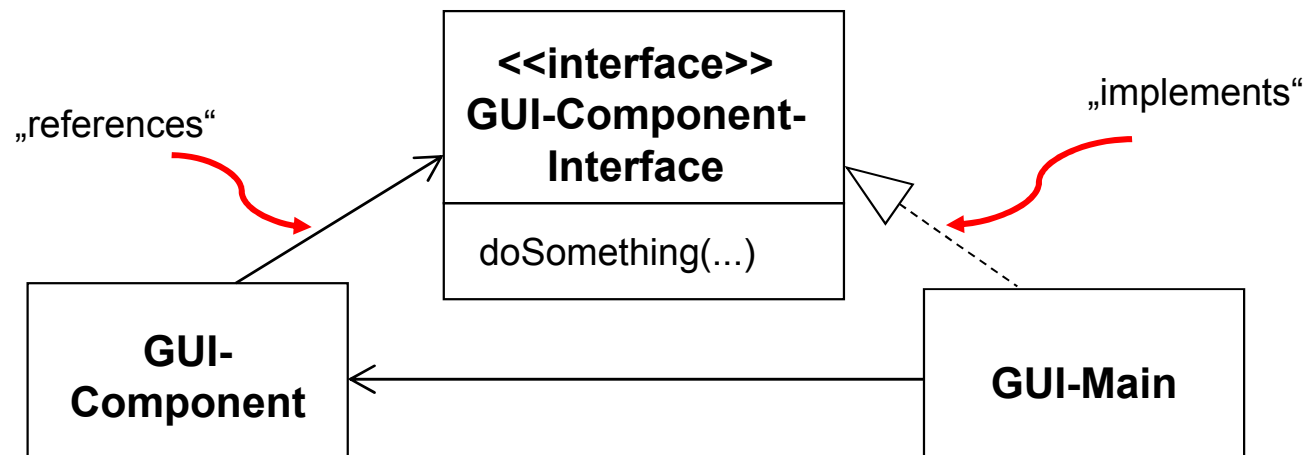 <<interface>>
GUI-Component-
Interface
doSomething(...)
„references“
„implements“
GUI-
Component
GUI-Main